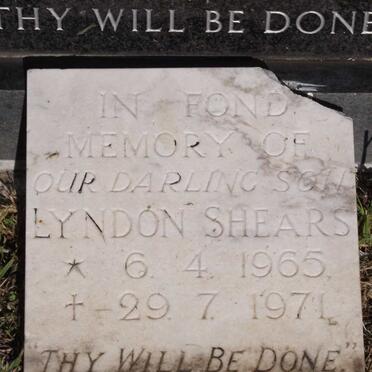 THY WILL BE DONE
IN FOND
MEMORY OF
OUR DARLING SON
LYNDON SHEARS
* 6. 4. 1965
† - 29. 7. 1971
"THY WILL BE DONE."